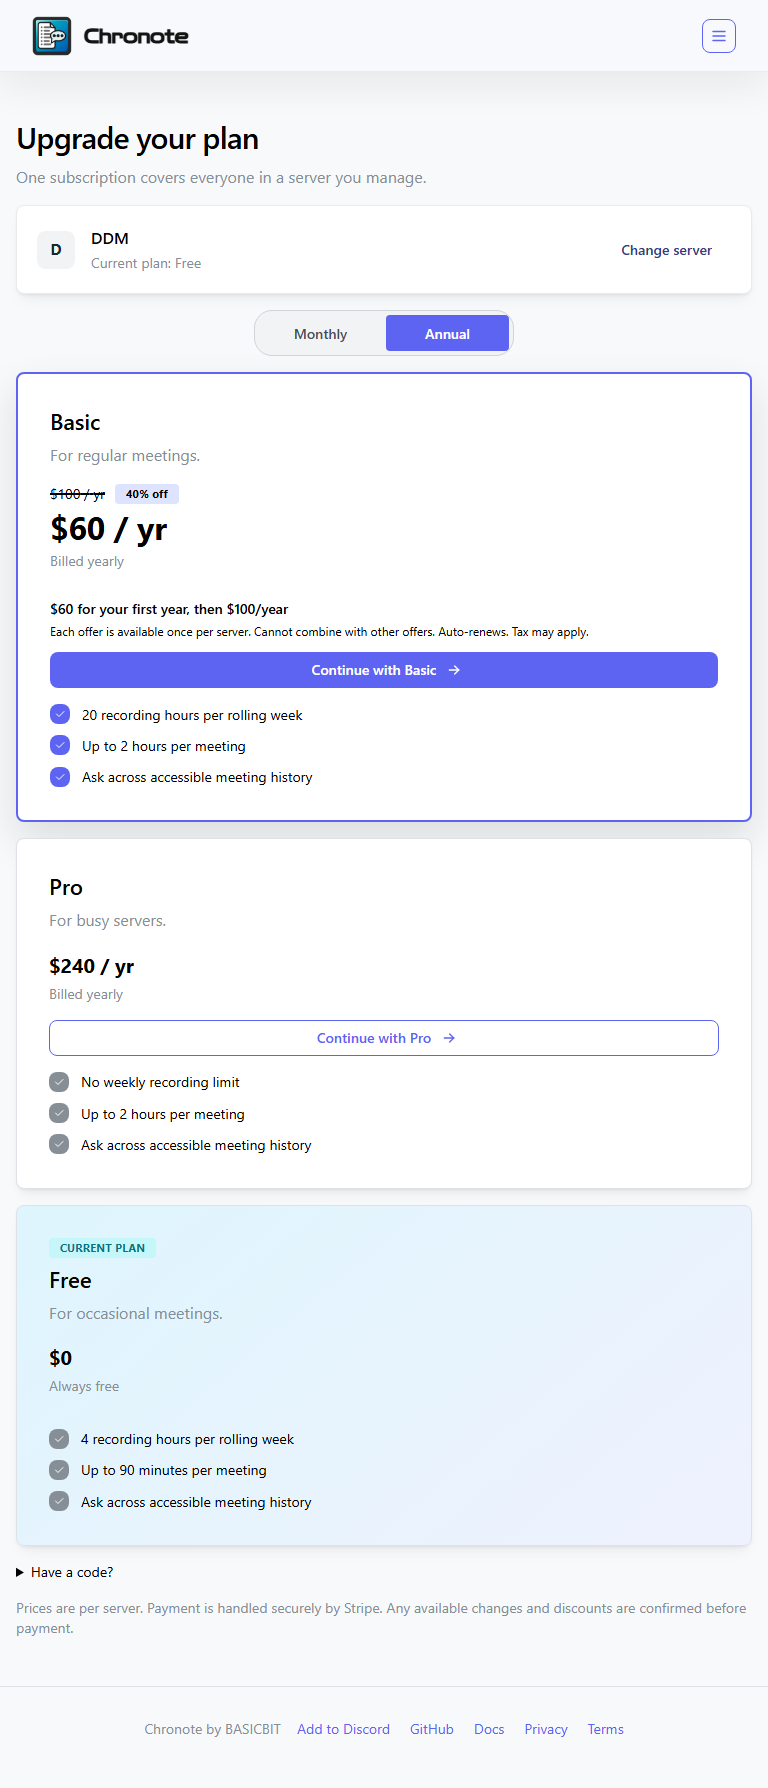 Chronote
Upgrade your plan
One subscription covers everyone in a server you manage.
D
DDM
Current plan: Free
Change server
Monthly
Annual
Basic
For regular meetings.
$100 / yr
40% off
$60 / yr
Billed yearly
$60 for your first year, then $100/year
Each offer is available once per server. Cannot combine with other offers. Auto-renews. Tax may apply.
Continue with Basic →
20 recording hours per rolling week
Up to 2 hours per meeting
Ask across accessible meeting history
Pro
For busy servers.
$240 / yr
Billed yearly
Continue with Pro →
No weekly recording limit
Up to 2 hours per meeting
Ask across accessible meeting history
CURRENT PLAN
Free
For occasional meetings.
$0
Always free
4 recording hours per rolling week
Up to 90 minutes per meeting
Ask across accessible meeting history
Have a code?
Prices are per server. Payment is handled securely by Stripe. Any available changes and discounts are confirmed before
payment.
Chronote by BASICBIT Add to Discord GitHub Docs Privacy Terms